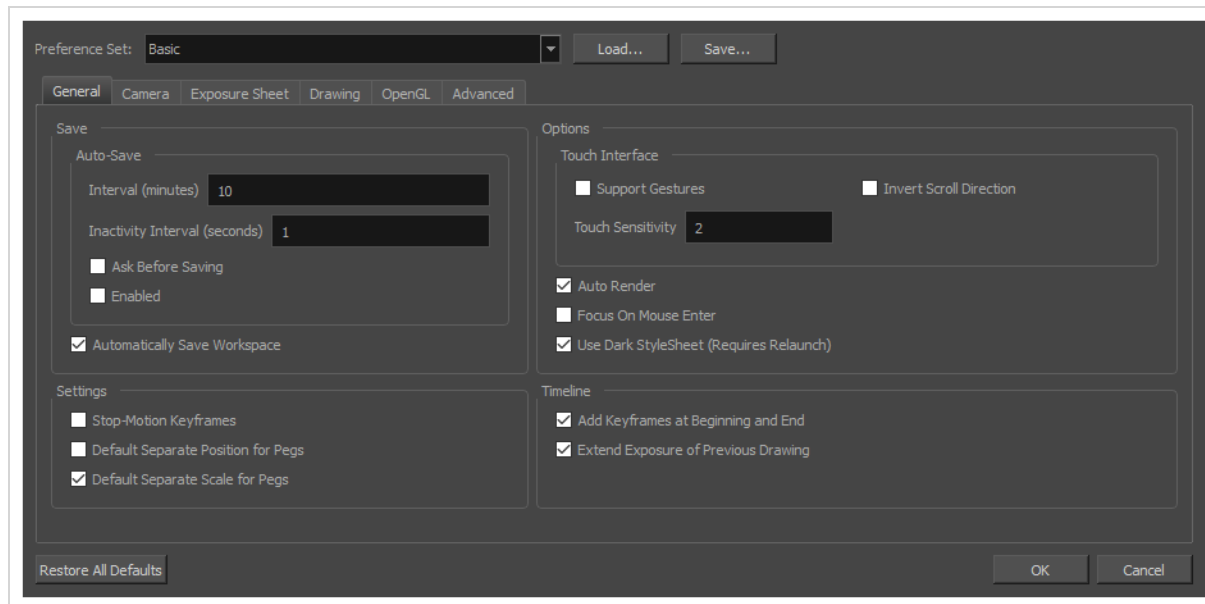 Preference Set: Basic Load... Save...
General Camera Exposure Sheet Drawing OpenGL Advanced
Save
Auto-Save
Interval (minutes) 10
Inactivity Interval (seconds) 1
Ask Before Saving
Enabled
Automatically Save Workspace
Options
Touch Interface
Support Gestures Invert Scroll Direction
Touch Sensitivity 2
Auto Render
Focus On Mouse Enter
Use Dark StyleSheet (Requires Relaunch)
Settings
Stop-Motion Keyframes
Default Separate Position for Pegs
Default Separate Scale for Pegs
Timeline
Add Keyframes at Beginning and End
Extend Exposure of Previous Drawing
Restore All Defaults OK Cancel